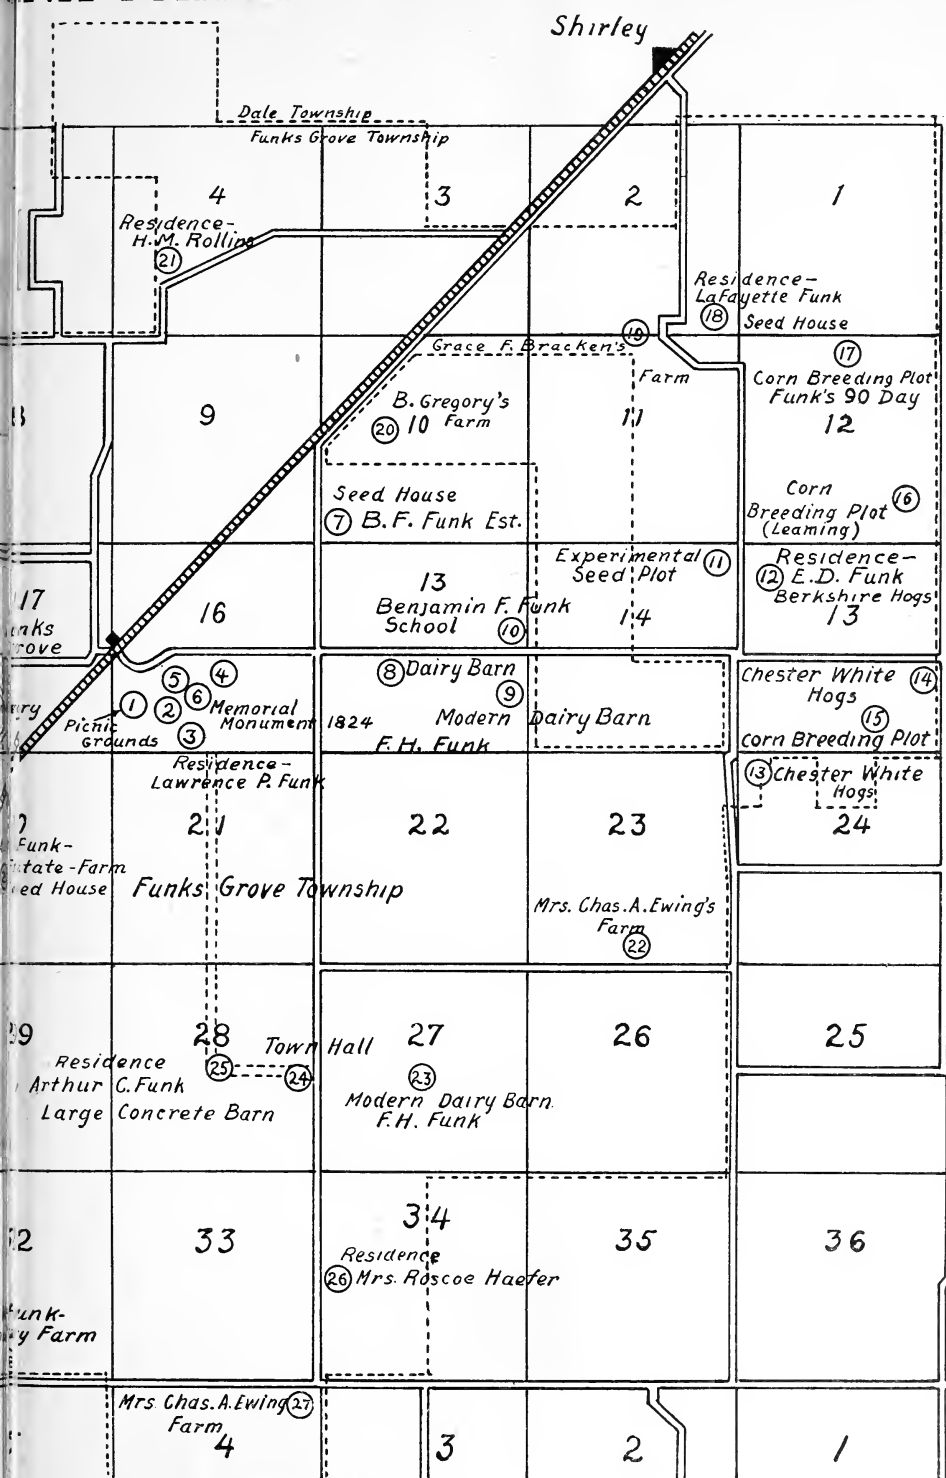 Shirley
Dale Township
Funks Grove Township
4
3
2
1
Residence-
H.M. Rollins
21
Residence-
LaFayette Funk
18 Seed House
19
Grace F. Bracken's
Farm
17
Corn Breeding Plot
Funk's 90 Day
12
9
B. Gregory's
20 10 Farm
11
Seed House
7 B.F. Funk Est.
Corn 16
Breeding Plot
(Leaming)
Experimental 11
Seed Plot
Residence-
12 E.D. Funk
Berkshire Hogs
13
17
16
13
Benjamin F. Funk
School 10
14
5
4
6
1
2
3
Memorial
Monument 1824
Picnic
Grounds
8 Dairy Barn
9
Modern Dairy Barn
F.H. Funk
Chester White 14
Hogs
15
Corn Breeding Plot
13 Chester White
Hogs
Residence-
Lawrence P. Funk
21
22
23
24
Funk-
Farm
House
Funks Grove Township
Mrs. Chas. A. Ewing's
Farm
22
28
27
26
25
Town Hall
Residence 25
Arthur C. Funk
Large Concrete Barn
24
23
Modern Dairy Barn
F.H. Funk
33
34
35
36
Residence
26 Mrs. Roscoe Haefer
Farm
Mrs. Chas. A. Ewing 27
Farm
4
3
2
1